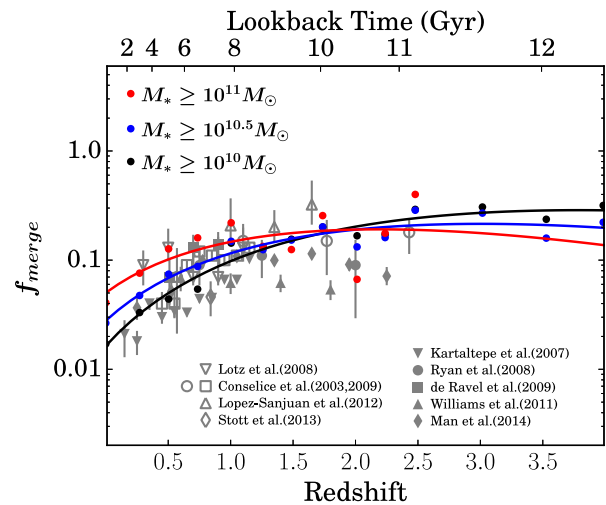 Lookback Time (Gyr)
2 4 6 8 10 11 12
M* ≥ 10^11 M⊙
M* ≥ 10^10.5 M⊙
M* ≥ 10^10 M⊙
1.0
0.1
0.01
f_merge
Lotz et al.(2008)
Conselice et al.(2003,2009)
Lopez-Sanjuan et al.(2012)
Stott et al.(2013)
Kartaltepe et al.(2007)
Ryan et al.(2008)
de Ravel et al.(2009)
Williams et al.(2011)
Man et al.(2014)
0.5 1.0 1.5 2.0 2.5 3.0 3.5
Redshift